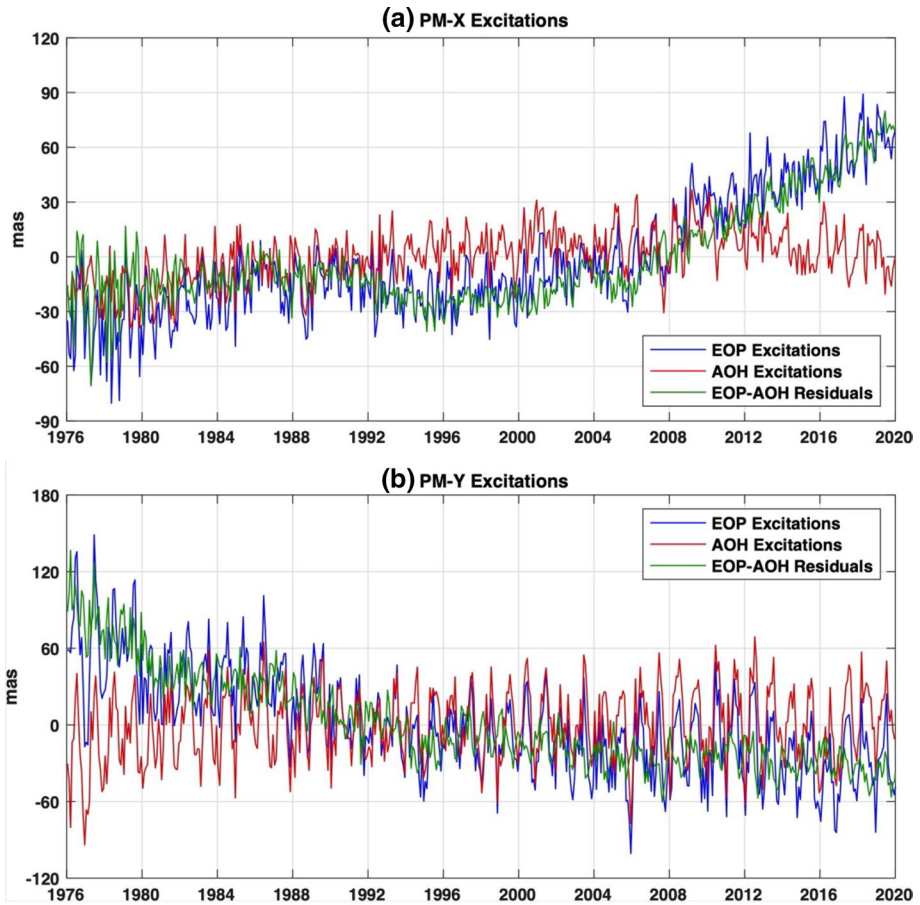 (a) PM-X Excitations
120
90
60
30
0
-30
-60
-90
mas
EOP Excitations
AOH Excitations
EOP-AOH Residuals
1976 1980 1984 1988 1992 1996 2000 2004 2008 2012 2016 2020
(b) PM-Y Excitations
180
120
60
0
-60
-120
mas
EOP Excitations
AOH Excitations
EOP-AOH Residuals
1976 1980 1984 1988 1992 1996 2000 2004 2008 2012 2016 2020